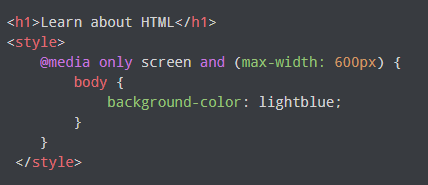 <h1>Learn about HTML</h1>
<style>
    @media only screen and (max-width: 600px) {
        body {
            background-color: lightblue;
        }
    }
 </style>